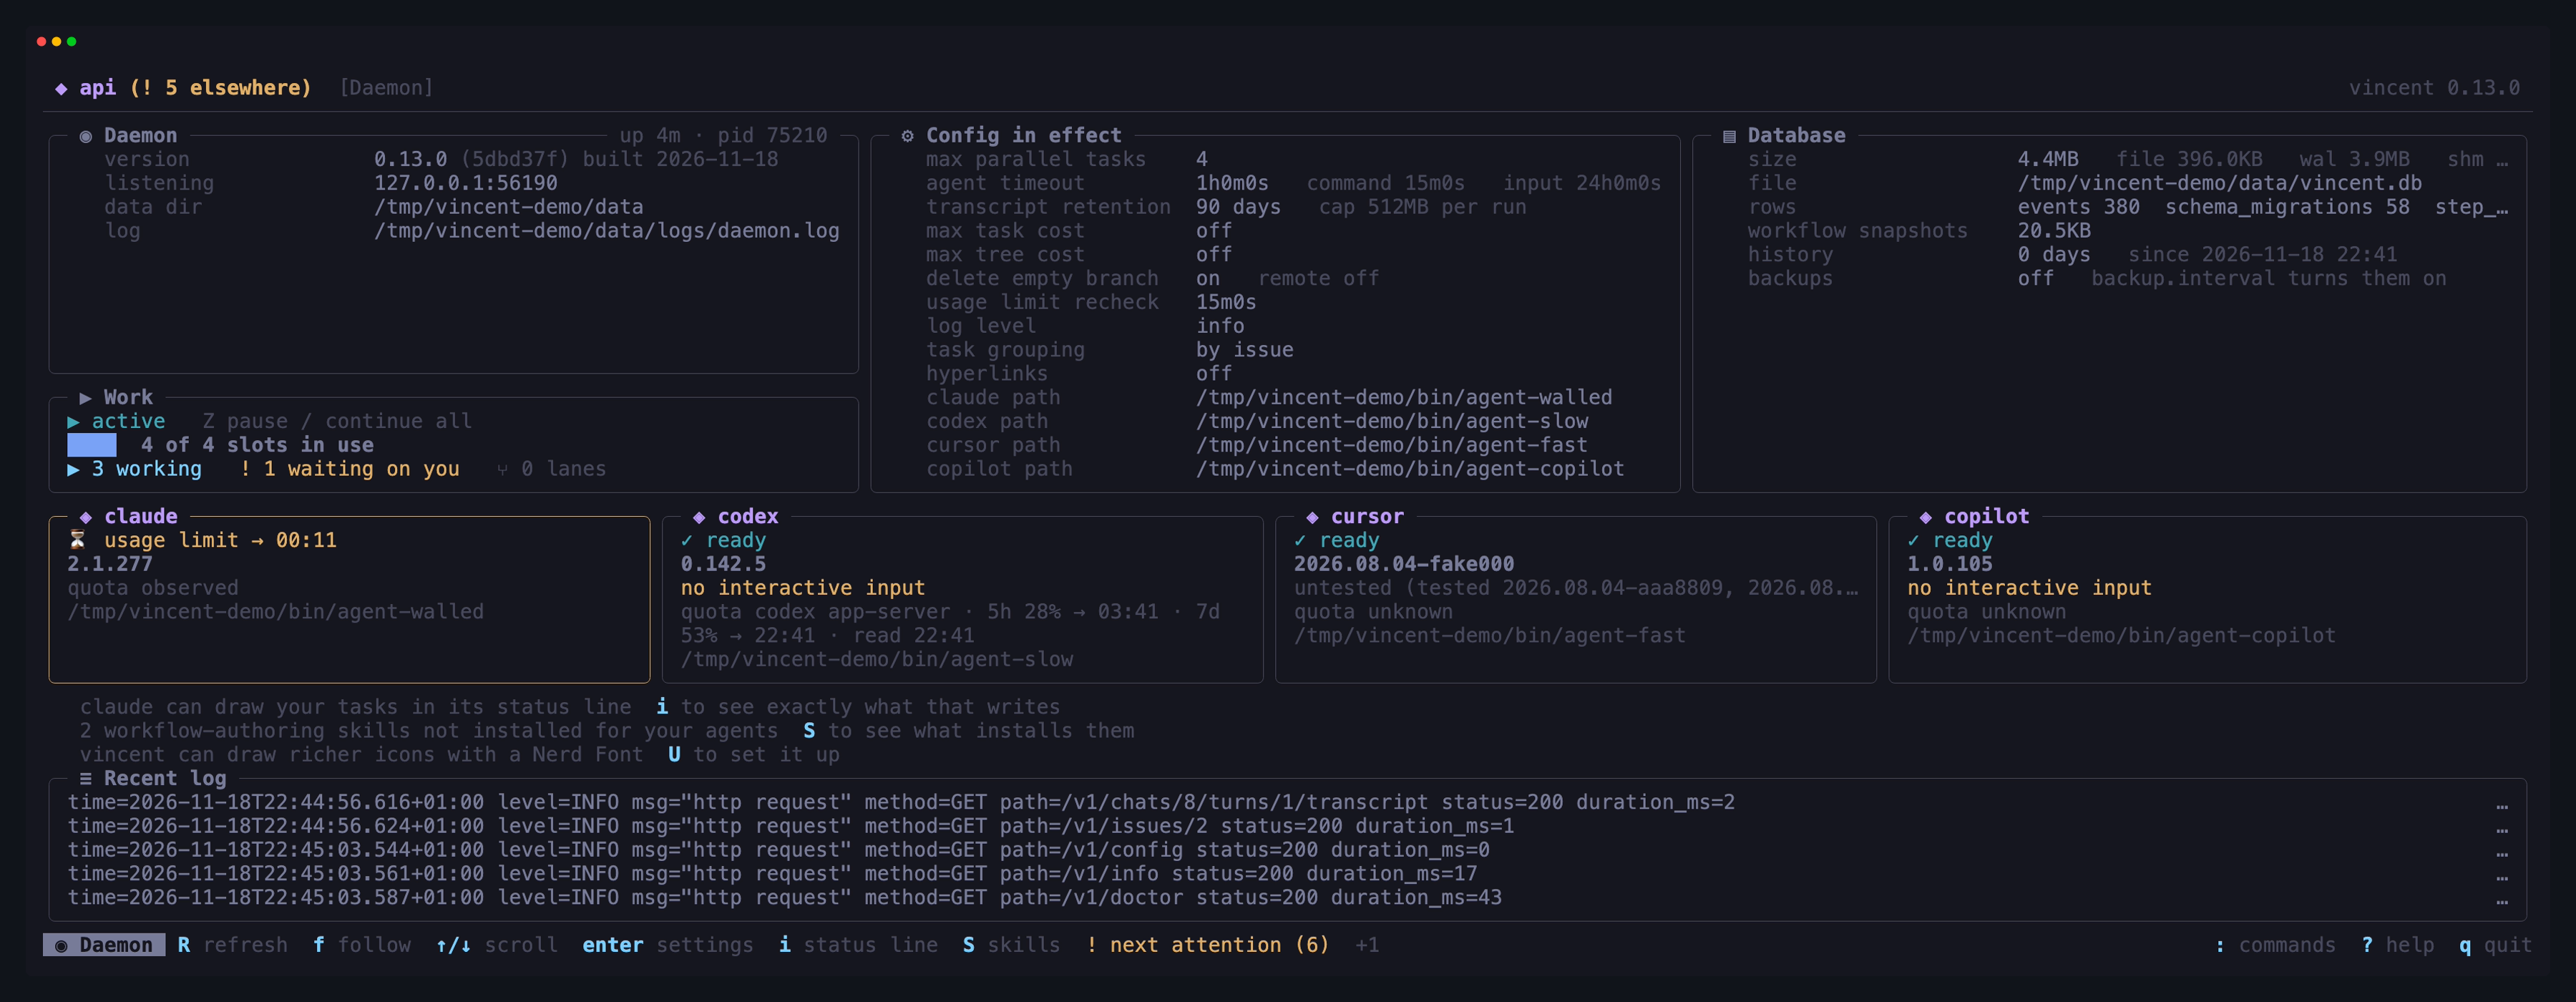 ◆ api (! 5 elsewhere) [Daemon] vincent 0.13.0
◉ Daemon up 4m · pid 75210
version 0.13.0 (5dbd37f) built 2026-11-18
listening 127.0.0.1:56190
data dir /tmp/vincent-demo/data
log /tmp/vincent-demo/data/logs/daemon.log
▶ Work
▶ active Z pause / continue all
4 of 4 slots in use
▶ 3 working ! 1 waiting on you ⑂ 0 lanes
⚙ Config in effect
max parallel tasks 4
agent timeout 1h0m0s command 15m0s input 24h0m0s
transcript retention 90 days cap 512MB per run
max task cost off
max tree cost off
delete empty branch on remote off
usage limit recheck 15m0s
log level info
task grouping by issue
hyperlinks off
claude path /tmp/vincent-demo/bin/agent-walled
codex path /tmp/vincent-demo/bin/agent-slow
cursor path /tmp/vincent-demo/bin/agent-fast
copilot path /tmp/vincent-demo/bin/agent-copilot
▤ Database
size 4.4MB file 396.0KB wal 3.9MB shm …
file /tmp/vincent-demo/data/vincent.db
rows events 380 schema_migrations 58 step_…
workflow snapshots 20.5KB
history 0 days since 2026-11-18 22:41
backups off backup.interval turns them on
◈ claude
⏳ usage limit → 00:11
2.1.277
quota observed
/tmp/vincent-demo/bin/agent-walled
◈ codex
✓ ready
0.142.5
no interactive input
quota codex app-server · 5h 28% → 03:41 · 7d
53% → 22:41 · read 22:41
/tmp/vincent-demo/bin/agent-slow
◈ cursor
✓ ready
2026.08.04-fake000
untested (tested 2026.08.04-aaa8809, 2026.08.…
quota unknown
/tmp/vincent-demo/bin/agent-fast
◈ copilot
✓ ready
1.0.105
no interactive input
quota unknown
/tmp/vincent-demo/bin/agent-copilot
claude can draw your tasks in its status line i to see exactly what that writes
2 workflow-authoring skills not installed for your agents S to see what installs them
vincent can draw richer icons with a Nerd Font U to set it up
≡ Recent log
time=2026-11-18T22:44:56.616+01:00 level=INFO msg="http request" method=GET path=/v1/chats/8/turns/1/transcript status=200 duration_ms=2 …
time=2026-11-18T22:44:56.624+01:00 level=INFO msg="http request" method=GET path=/v1/issues/2 status=200 duration_ms=1 …
time=2026-11-18T22:45:03.544+01:00 level=INFO msg="http request" method=GET path=/v1/config status=200 duration_ms=0 …
time=2026-11-18T22:45:03.561+01:00 level=INFO msg="http request" method=GET path=/v1/info status=200 duration_ms=17 …
time=2026-11-18T22:45:03.587+01:00 level=INFO msg="http request" method=GET path=/v1/doctor status=200 duration_ms=43 …
◉ Daemon R refresh f follow ↑/↓ scroll enter settings i status line S skills ! next attention (6) +1 : commands ? help q quit